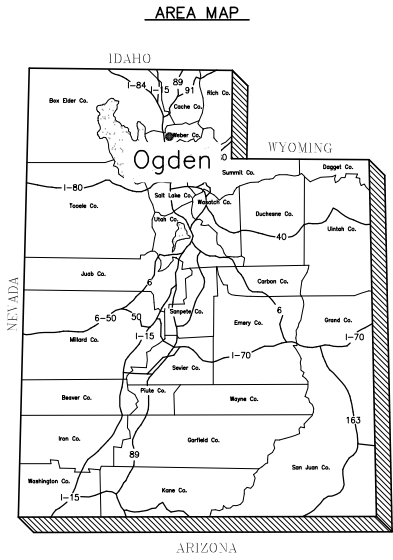 AREA MAP
IDAHO
I-84
I-15
89
91
Rich Co.
Box Elder Co.
Cache Co.
Weber Co.
Ogden
WYOMING
Dagget Co.
Summit Co.
I-80
Salt Lake Co.
Wasatch Co.
Tooele Co.
Duchesne Co.
Utah Co.
Uintah Co.
40
Juab Co.
6
Carbon Co.
NEVADA
6-50
50
Sanpete Co.
6
Grand Co.
Emery Co.
I-15
I-70
Millard Co.
I-70
Sevier Co.
Beaver Co.
Piute Co.
Wayne Co.
163
Iron Co.
Garfield Co.
89
San Juan Co.
Washington Co.
Kane Co.
I-15
ARIZONA